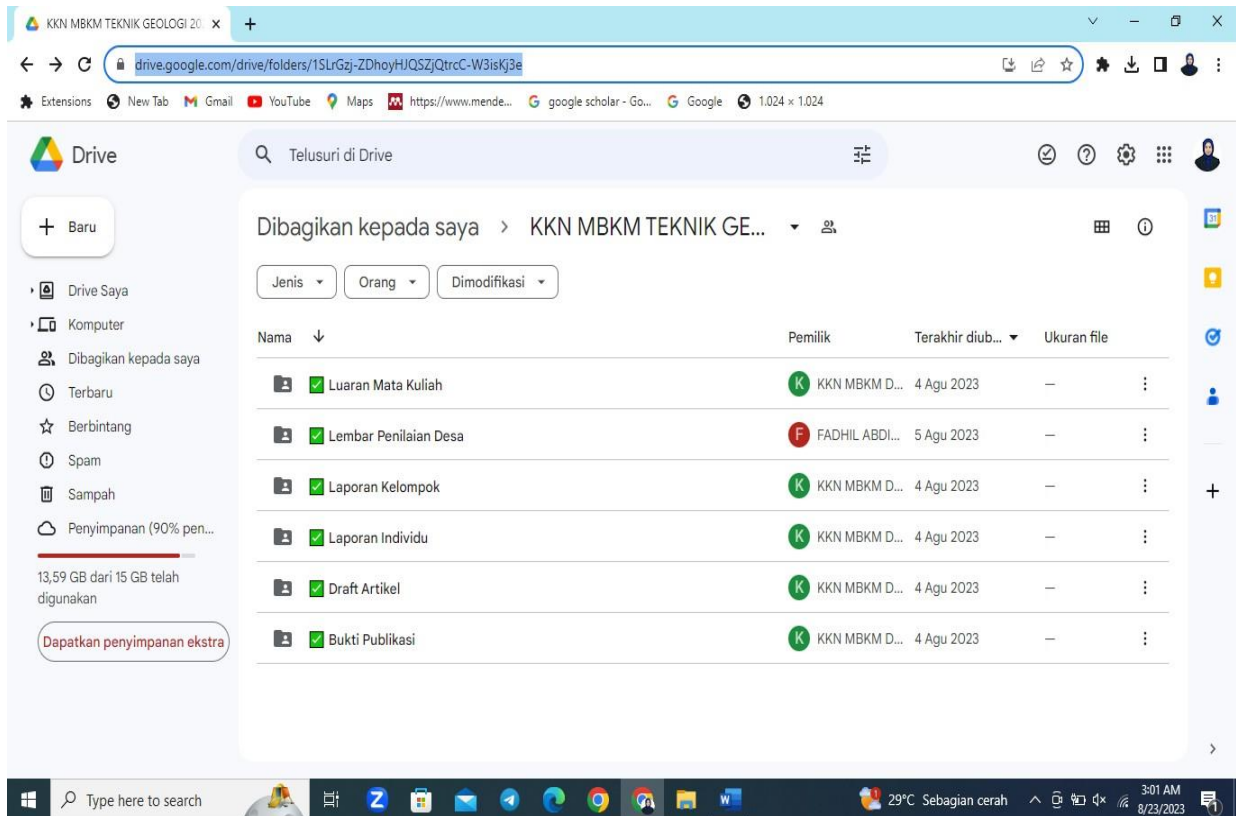 KKN MBKM TEKNIK GEOLOGI 20
drive.google.com/drive/folders/1SLrGzj-ZDhoyHJQSZjQtrcC-W3isKj3e
Extensions New Tab Gmail YouTube Maps https://www.mende... google scholar - Go... Google 1.024 × 1.024
Drive
Telusuri di Drive
Baru
Dibagikan kepada saya > KKN MBKM TEKNIK GE...
31
Jenis Orang Dimodifikasi
Drive Saya
Komputer
Dibagikan kepada saya
Terbaru
Berbintang
Spam
Sampah
Penyimpanan (90% pen...
13,59 GB dari 15 GB telah
digunakan
Dapatkan penyimpanan ekstra
Nama Pemilik Terakhir diub... Ukuran file
Luaran Mata Kuliah K KKN MBKM D... 4 Agu 2023 —
Lembar Penilaian Desa F FADHIL ABDI... 5 Agu 2023 —
Laporan Kelompok K KKN MBKM D... 4 Agu 2023 —
Laporan Individu K KKN MBKM D... 4 Agu 2023 —
Draft Artikel K KKN MBKM D... 4 Agu 2023 —
Bukti Publikasi K KKN MBKM D... 4 Agu 2023 —
Type here to search Z W 29°C Sebagian cerah 3:01 AM
8/23/2023